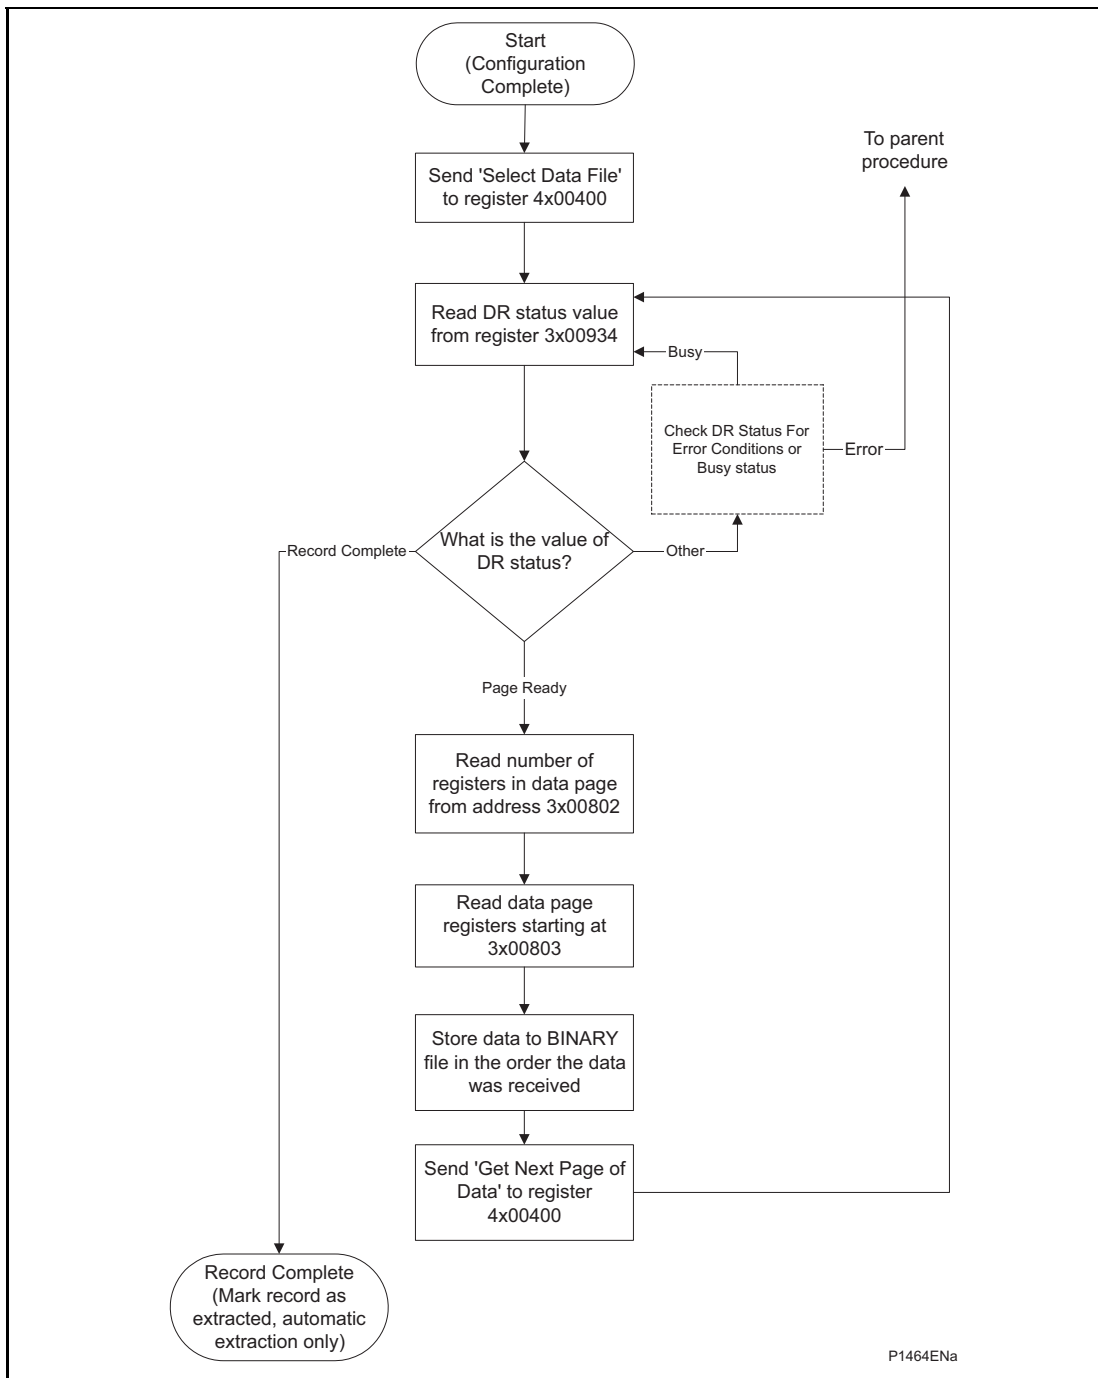 Start
(Configuration
Complete)
To parent
procedure
Send 'Select Data File'
to register 4x00400
Read DR status value
from register 3x00934
Busy
Check DR Status For
Error Conditions or
Busy status
Error
What is the value of
DR status?
Record Complete
Other
Page Ready
Read number of
registers in data page
from address 3x00802
Read data page
registers starting at
3x00803
Store data to BINARY
file in the order the data
was received
Send 'Get Next Page of
Data' to register
4x00400
Record Complete
(Mark record as
extracted, automatic
extraction only)
P1464ENa